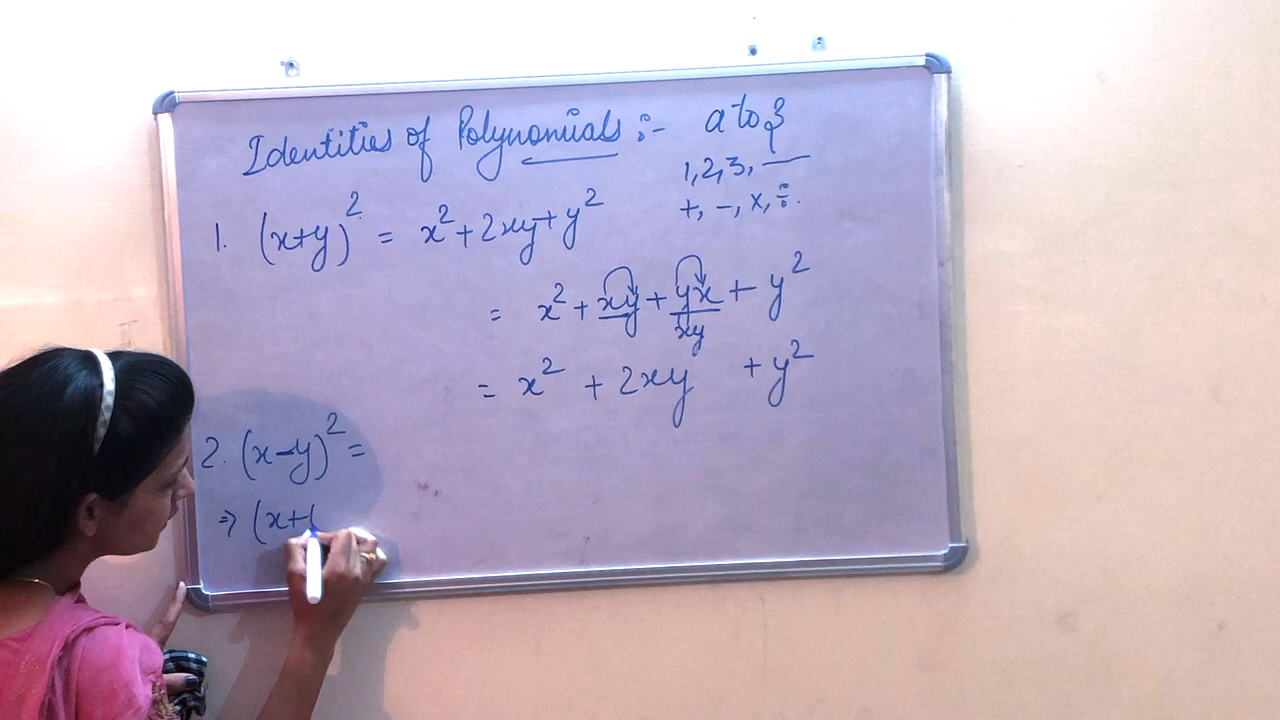 Identities of Polynomials :- a to z
1, 2, 3, —
+, -, x, ÷.
1. (x+y)² = x² + 2xy + y²
= x² + xy + yx + y²
xy
= x² + 2xy + y²
2. (x-y)² =
⇒ (x+(